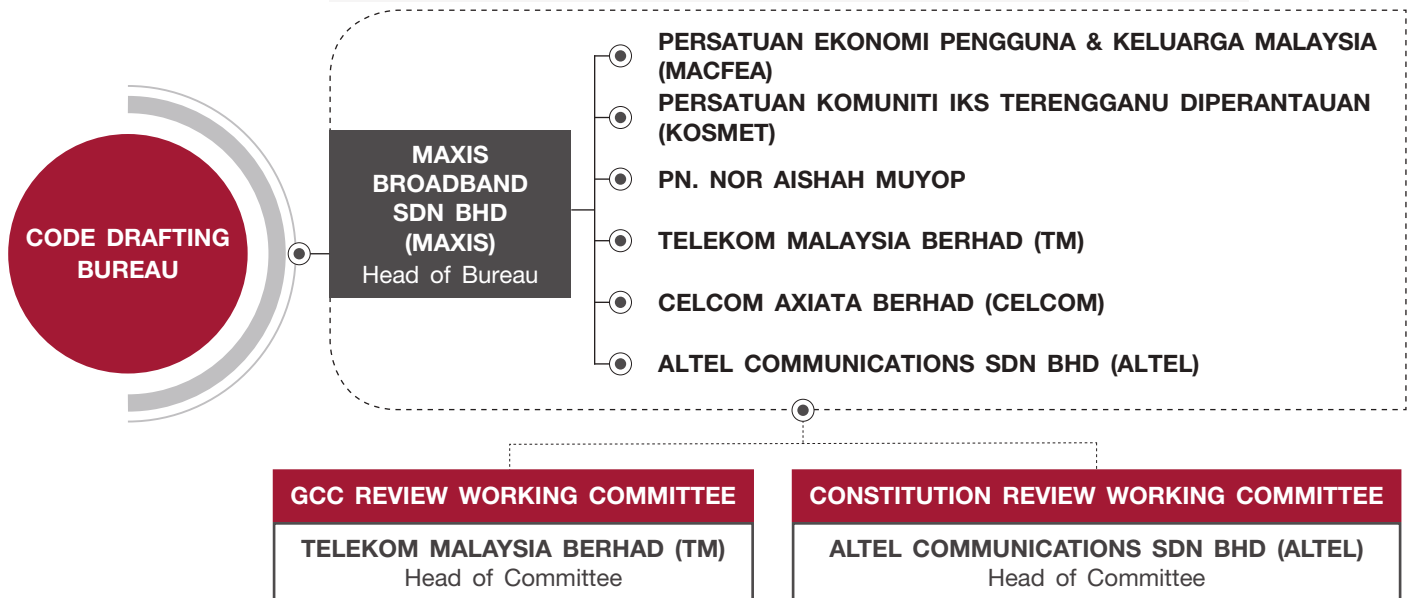 CODE DRAFTING
BUREAU
MAXIS
BROADBAND
SDN BHD
(MAXIS)
Head of Bureau
PERSATUAN EKONOMI PENGGUNA & KELUARGA MALAYSIA
(MACFEA)
PERSATUAN KOMUNITI IKS TERENGGANU DIPERANTAUAN
(KOSMET)
PN. NOR AISHAH MUYOP
TELEKOM MALAYSIA BERHAD (TM)
CELCOM AXIATA BERHAD (CELCOM)
ALTEL COMMUNICATIONS SDN BHD (ALTEL)
GCC REVIEW WORKING COMMITTEE
TELEKOM MALAYSIA BERHAD (TM)
Head of Committee
CONSTITUTION REVIEW WORKING COMMITTEE
ALTEL COMMUNICATIONS SDN BHD (ALTEL)
Head of Committee